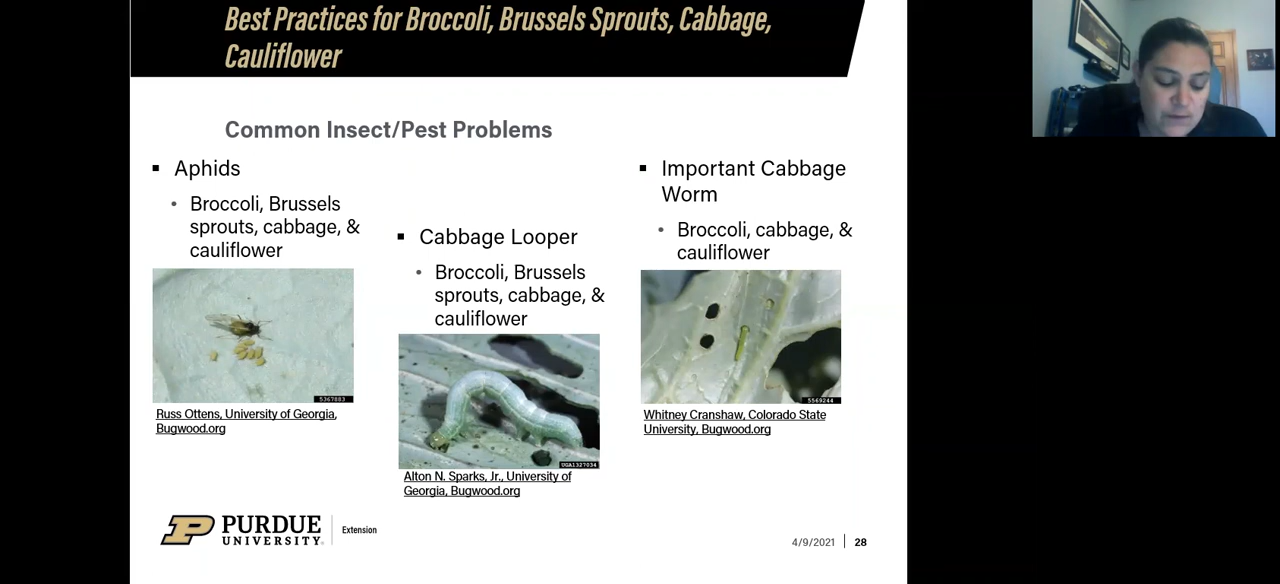 Best Practices for Broccoli, Brussels Sprouts, Cabbage,
Cauliflower
Common Insect/Pest Problems
▪ Aphids
• Broccoli, Brussels
sprouts, cabbage, &
cauliflower
5367883
Russ Ottens, University of Georgia,
Bugwood.org
▪ Cabbage Looper
• Broccoli, Brussels
sprouts, cabbage, &
cauliflower
UGA1327034
Alton N. Sparks, Jr., University of
Georgia, Bugwood.org
▪ Important Cabbage
Worm
• Broccoli, cabbage, &
cauliflower
5569244
Whitney Cranshaw, Colorado State
University, Bugwood.org
P PURDUE
UNIVERSITY®
Extension
4/9/2021 | 28